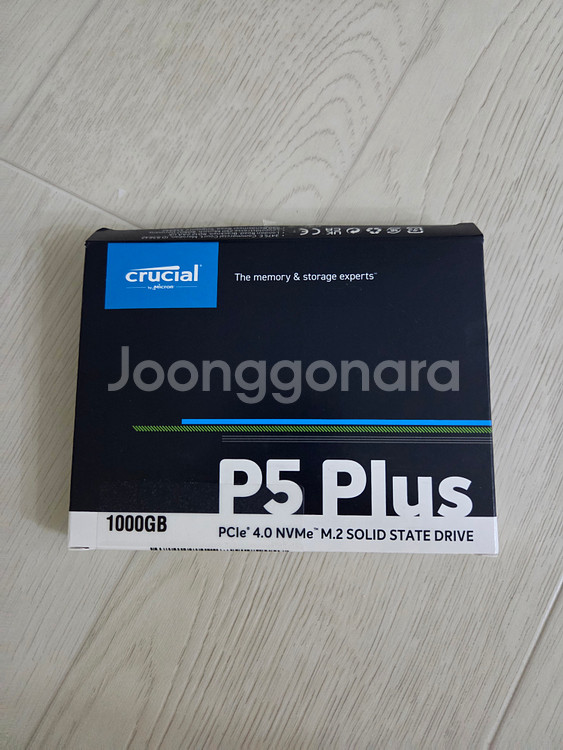 crucial
by Micron
The memory & storage experts™
Joonggonara
P5 Plus
1000GB
PCIe® 4.0 NVMe™ M.2 SOLID STATE DRIVE